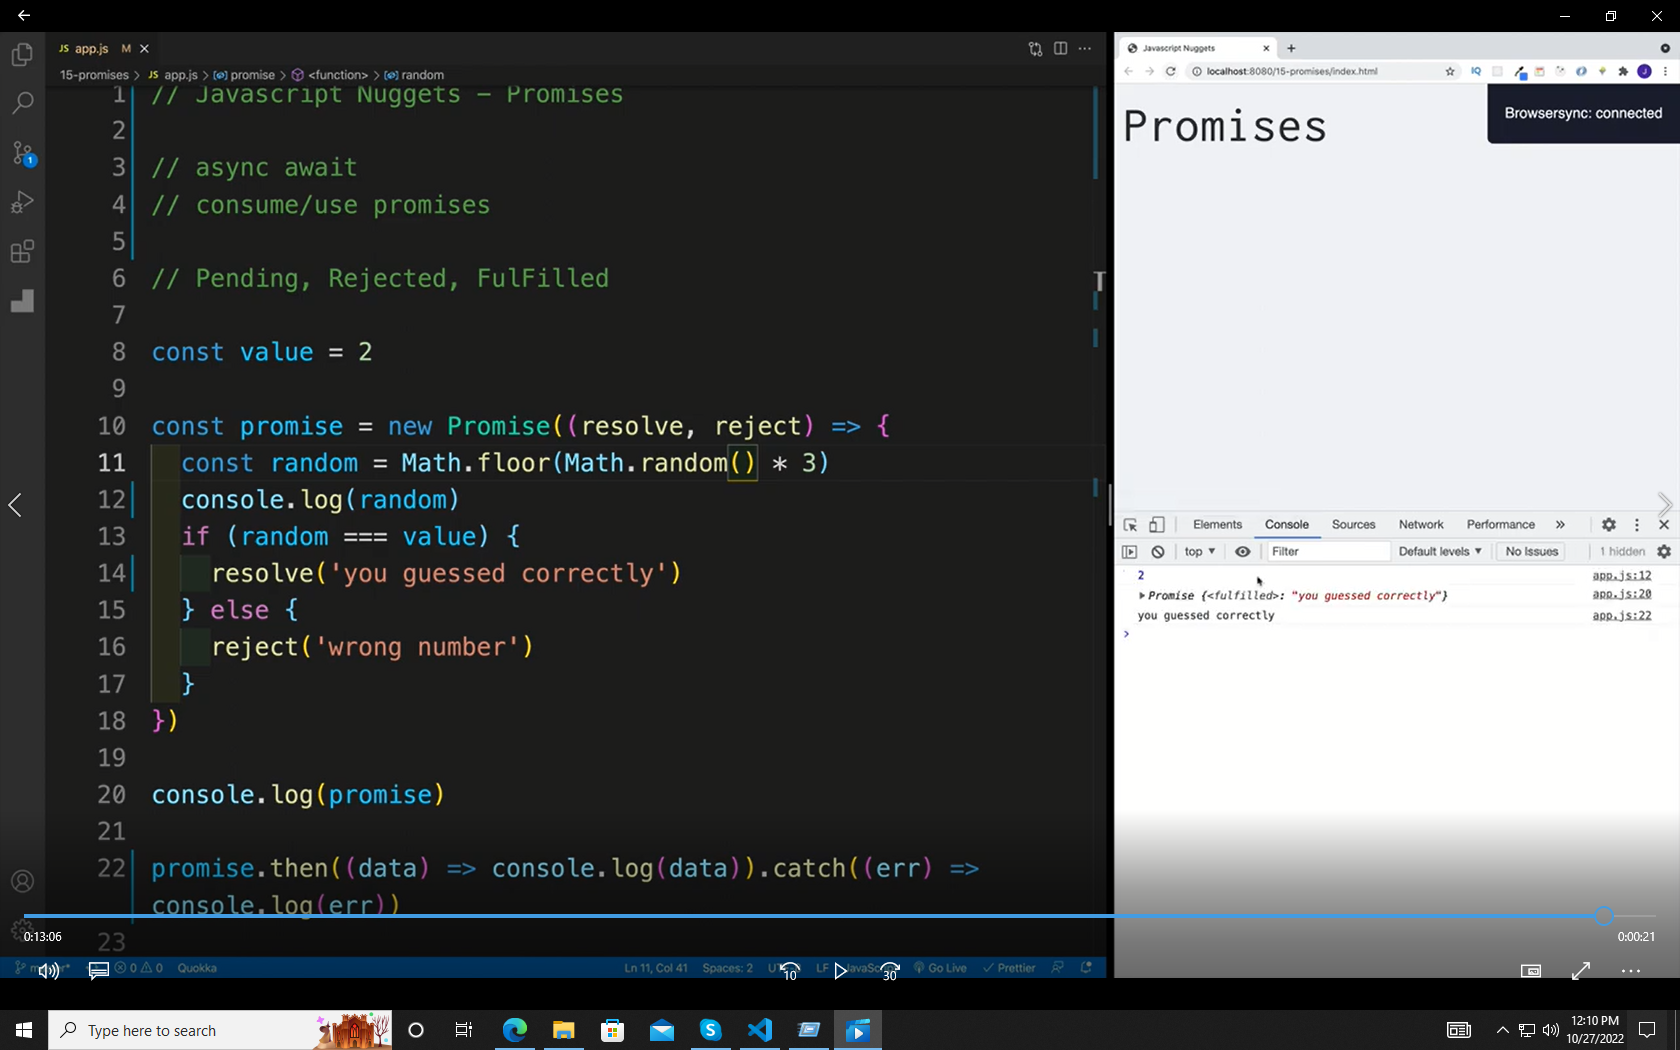 JS app.js M
15-promises > JS app.js > promise > <function> > random
1 // Javascript Nuggets - Promises
2
3 // async await
4 // consume/use promises
5
6 // Pending, Rejected, FulFilled
7
8 const value = 2
9
10 const promise = new Promise((resolve, reject) => {
11 const random = Math.floor(Math.random() * 3)
12 console.log(random)
13 if (random === value) {
14 resolve('you guessed correctly')
15 } else {
16 reject('wrong number')
17 }
18 })
19
20 console.log(promise)
21
22 promise.then((data) => console.log(data)).catch((err) =>
console.log(err))
23
1
0:13:06
0 0 Quokka
Ln 11, Col 41 Spaces: 2 LF Go Live Prettier
10 30
Javascript Nuggets
localhost:8080/15-promises/index.html
IQ
J
Promises
Browsersync: connected
Elements Console Sources Network Performance »
top Filter Default levels No Issues 1 hidden
2 app.js:12
Promise {<fulfilled>: "you guessed correctly"} app.js:20
you guessed correctly app.js:22
>
0:00:21
Type here to search
12:10 PM
10/27/2022